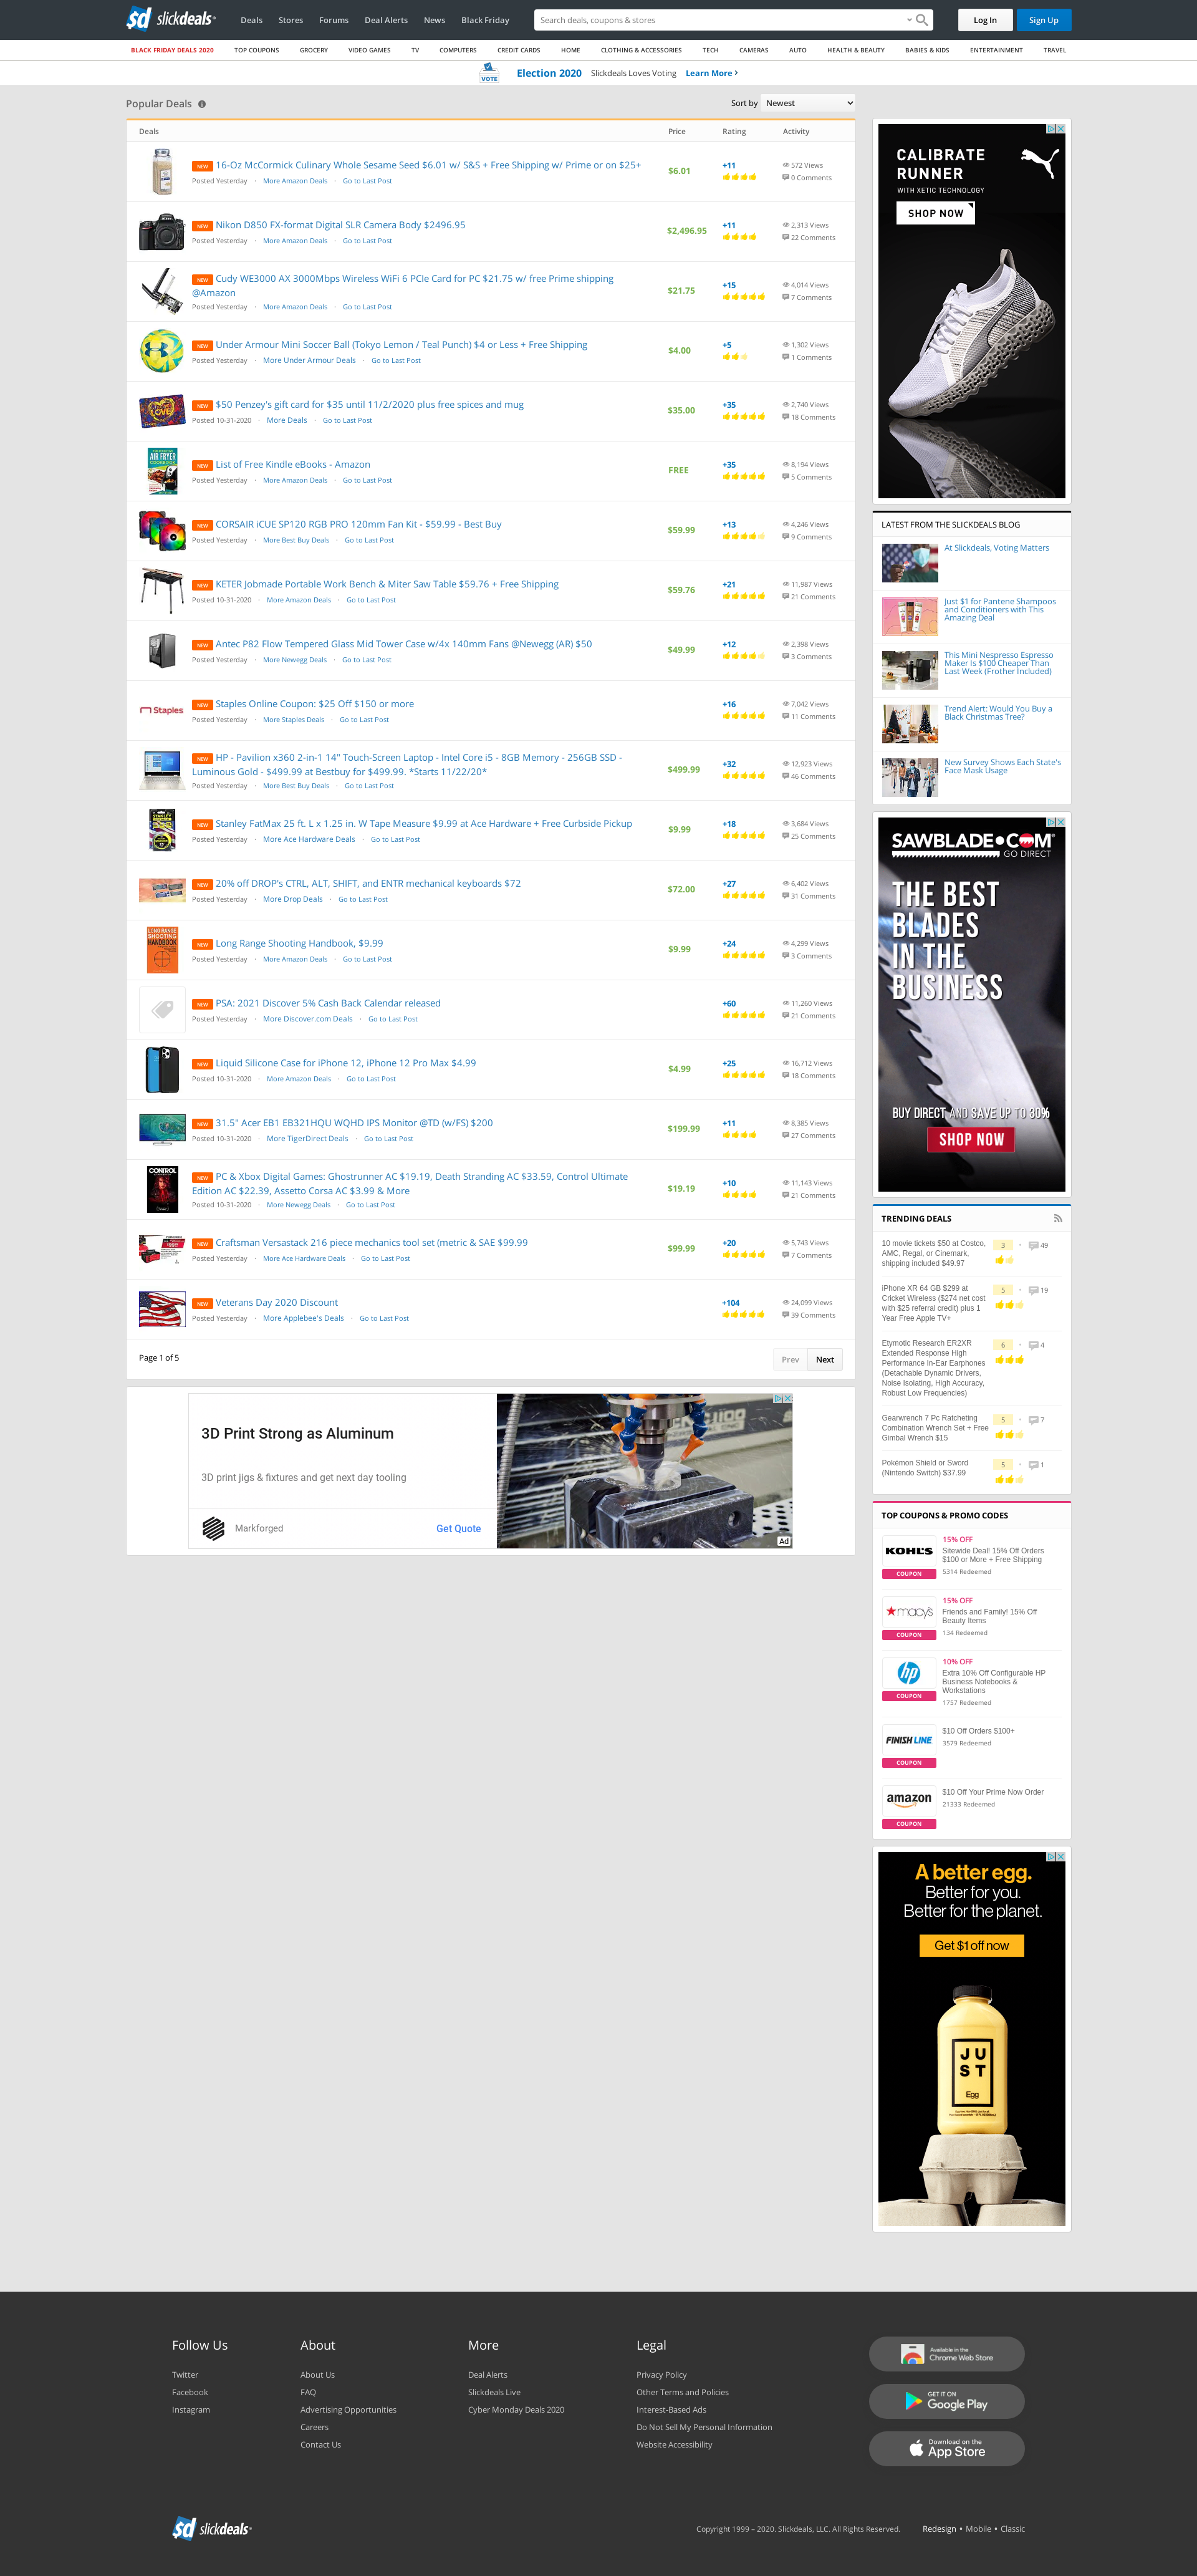 sd slickdeals
Deals Stores Forums Deal Alerts News Black Friday
Search deals, coupons & stores
Log In Sign Up
BLACK FRIDAY DEALS 2020 TOP COUPONS GROCERY VIDEO GAMES TV COMPUTERS CREDIT CARDS HOME CLOTHING & ACCESSORIES TECH CAMERAS AUTO HEALTH & BEAUTY BABIES & KIDS ENTERTAINMENT TRAVEL
VOTE Election 2020 Slickdeals Loves Voting Learn More ›
Popular Deals
Sort by Newest
Deals Price Rating Activity
NEW 16-Oz McCormick Culinary Whole Sesame Seed $6.01 w/ S&S + Free Shipping w/ Prime or on $25+
Posted Yesterday · More Amazon Deals · Go to Last Post
$6.01
+11
572 Views
0 Comments
NEW Nikon D850 FX-format Digital SLR Camera Body $2496.95
Posted Yesterday · More Amazon Deals · Go to Last Post
$2,496.95
+11
2,313 Views
22 Comments
NEW Cudy WE3000 AX 3000Mbps Wireless WiFi 6 PCIe Card for PC $21.75 w/ free Prime shipping
@Amazon
Posted Yesterday · More Amazon Deals · Go to Last Post
$21.75
+15
4,014 Views
7 Comments
NEW Under Armour Mini Soccer Ball (Tokyo Lemon / Teal Punch) $4 or Less + Free Shipping
Posted Yesterday · More Under Armour Deals · Go to Last Post
$4.00
+5
1,302 Views
1 Comments
NEW $50 Penzey's gift card for $35 until 11/2/2020 plus free spices and mug
Posted 10-31-2020 · More Deals · Go to Last Post
$35.00
+35
2,740 Views
18 Comments
NEW List of Free Kindle eBooks - Amazon
Posted Yesterday · More Amazon Deals · Go to Last Post
FREE
+35
8,194 Views
5 Comments
NEW CORSAIR iCUE SP120 RGB PRO 120mm Fan Kit - $59.99 - Best Buy
Posted Yesterday · More Best Buy Deals · Go to Last Post
$59.99
+13
4,246 Views
9 Comments
NEW KETER Jobmade Portable Work Bench & Miter Saw Table $59.76 + Free Shipping
Posted 10-31-2020 · More Amazon Deals · Go to Last Post
$59.76
+21
11,987 Views
21 Comments
NEW Antec P82 Flow Tempered Glass Mid Tower Case w/4x 140mm Fans @Newegg (AR) $50
Posted Yesterday · More Newegg Deals · Go to Last Post
$49.99
+12
2,398 Views
3 Comments
Staples
NEW Staples Online Coupon: $25 Off $150 or more
Posted Yesterday · More Staples Deals · Go to Last Post
+16
7,042 Views
11 Comments
NEW HP - Pavilion x360 2-in-1 14" Touch-Screen Laptop - Intel Core i5 - 8GB Memory - 256GB SSD -
Luminous Gold - $499.99 at Bestbuy for $499.99. *Starts 11/22/20*
Posted Yesterday · More Best Buy Deals · Go to Last Post
$499.99
+32
12,923 Views
46 Comments
NEW Stanley FatMax 25 ft. L x 1.25 in. W Tape Measure $9.99 at Ace Hardware + Free Curbside Pickup
Posted Yesterday · More Ace Hardware Deals · Go to Last Post
$9.99
+18
3,684 Views
25 Comments
NEW 20% off DROP's CTRL, ALT, SHIFT, and ENTR mechanical keyboards $72
Posted Yesterday · More Drop Deals · Go to Last Post
$72.00
+27
6,402 Views
31 Comments
LONG RANGE
SHOOTING
HANDBOOK
NEW Long Range Shooting Handbook, $9.99
Posted Yesterday · More Amazon Deals · Go to Last Post
$9.99
+24
4,299 Views
3 Comments
NEW PSA: 2021 Discover 5% Cash Back Calendar released
Posted Yesterday · More Discover.com Deals · Go to Last Post
+60
11,260 Views
21 Comments
NEW Liquid Silicone Case for iPhone 12, iPhone 12 Pro Max $4.99
Posted 10-31-2020 · More Amazon Deals · Go to Last Post
$4.99
+25
16,712 Views
18 Comments
NEW 31.5" Acer EB1 EB321HQU WQHD IPS Monitor @TD (w/FS) $200
Posted 10-31-2020 · More TigerDirect Deals · Go to Last Post
$199.99
+11
8,385 Views
27 Comments
CONTROL
NEW PC & Xbox Digital Games: Ghostrunner AC $19.19, Death Stranding AC $33.59, Control Ultimate
Edition AC $22.39, Assetto Corsa AC $3.99 & More
Posted 10-31-2020 · More Newegg Deals · Go to Last Post
$19.19
+10
11,143 Views
21 Comments
NEW Craftsman Versastack 216 piece mechanics tool set (metric & SAE $99.99
Posted Yesterday · More Ace Hardware Deals · Go to Last Post
$99.99
+20
5,743 Views
7 Comments
NEW Veterans Day 2020 Discount
Posted Yesterday · More Applebee's Deals · Go to Last Post
+104
24,099 Views
39 Comments
Page 1 of 5
Prev Next
3D Print Strong as Aluminum
3D print jigs & fixtures and get next day tooling
Markforged
Get Quote
Ad
CALIBRATE
RUNNER
WITH XETIC TECHNOLOGY
SHOP NOW
LATEST FROM THE SLICKDEALS BLOG
At Slickdeals, Voting Matters
Just $1 for Pantene Shampoos
and Conditioners with This
Amazing Deal
This Mini Nespresso Espresso
Maker Is $100 Cheaper Than
Last Week (Frother Included)
Trend Alert: Would You Buy a
Black Christmas Tree?
New Survey Shows Each State's
Face Mask Usage
SAWBLADE.COM
GO DIRECT
THE BEST
BLADES
IN THE
BUSINESS
BUY DIRECT AND SAVE UP TO 30%
SHOP NOW
TRENDING DEALS
10 movie tickets $50 at Costco,
AMC, Regal, or Cinemark,
shipping included $49.97
3 · 49
iPhone XR 64 GB $299 at
Cricket Wireless ($274 net cost
with $25 referral credit) plus 1
Year Free Apple TV+
5 · 19
Etymotic Research ER2XR
Extended Response High
Performance In-Ear Earphones
(Detachable Dynamic Drivers,
Noise Isolating, High Accuracy,
Robust Low Frequencies)
6 · 4
Gearwrench 7 Pc Ratcheting
Combination Wrench Set + Free
Gimbal Wrench $15
5 · 7
Pokémon Shield or Sword
(Nintendo Switch) $37.99
5 · 1
TOP COUPONS & PROMO CODES
KOHL'S
COUPON
15% OFF
Sitewide Deal! 15% Off Orders
$100 or More + Free Shipping
5314 Redeemed
macy's
COUPON
15% OFF
Friends and Family! 15% Off
Beauty Items
134 Redeemed
hp
COUPON
10% OFF
Extra 10% Off Configurable HP
Business Notebooks &
Workstations
1757 Redeemed
FINISH LINE
COUPON
$10 Off Orders $100+
3579 Redeemed
amazon
COUPON
$10 Off Your Prime Now Order
21333 Redeemed
A better egg.
Better for you.
Better for the planet.
Get $1 off now
JUST
Egg
Follow Us
Twitter
Facebook
Instagram
About
About Us
FAQ
Advertising Opportunities
Careers
Contact Us
More
Deal Alerts
Slickdeals Live
Cyber Monday Deals 2020
Legal
Privacy Policy
Other Terms and Policies
Interest-Based Ads
Do Not Sell My Personal Information
Website Accessibility
Available in the
Chrome Web Store
GET IT ON
Google Play
Download on the
App Store
sd slickdeals
Copyright 1999 – 2020. Slickdeals, LLC. All Rights Reserved.
Redesign • Mobile • Classic